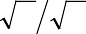 √ / √